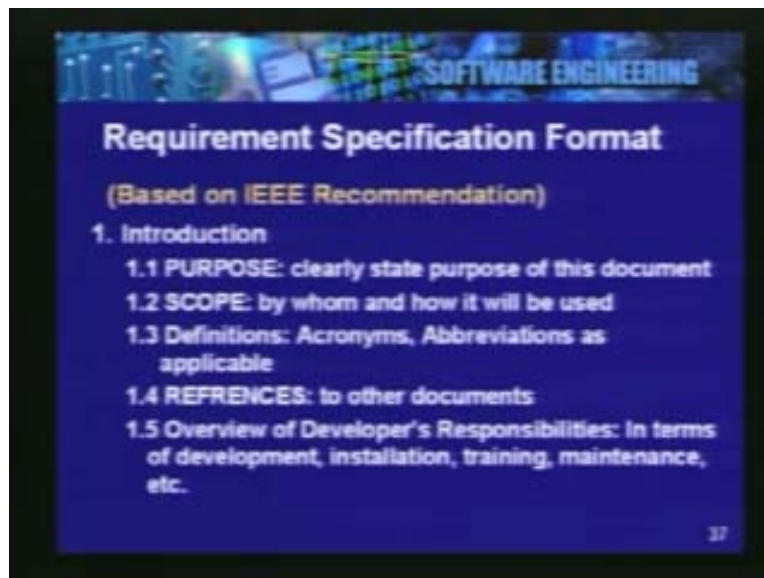 SOFTWARE ENGINEERING
Requirement Specification Format
(Based on IEEE Recommendation)
1. Introduction
1.1 PURPOSE: clearly state purpose of this document
1.2 SCOPE: by whom and how it will be used
1.3 Definitions: Acronyms, Abbreviations as
applicable
1.4 REFRENCES: to other documents
1.5 Overview of Developer's Responsibilities: In terms
of development, installation, training, maintenance,
etc.
37